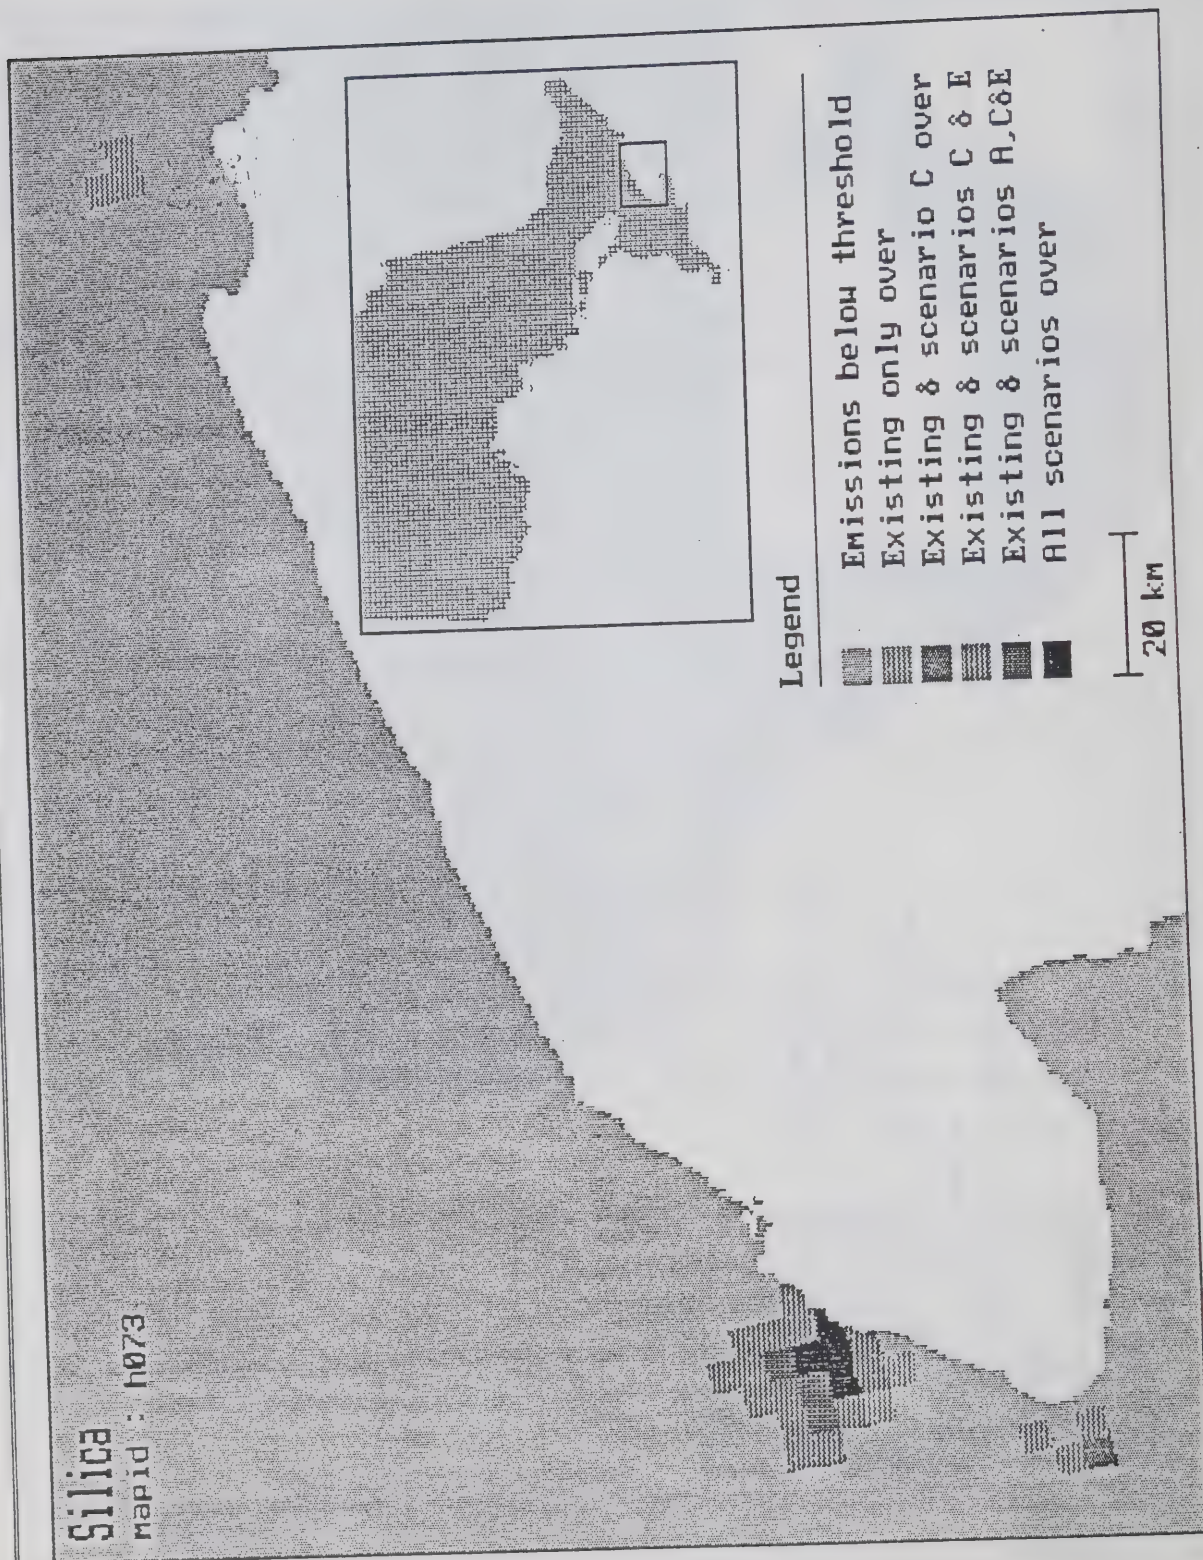 Silica
mapid : h073
Legend
Emissions below threshold
Existing only over
Existing & scenario C over
Existing & scenarios C & E
Existing & scenarios A,C&E
All scenarios over
20 km